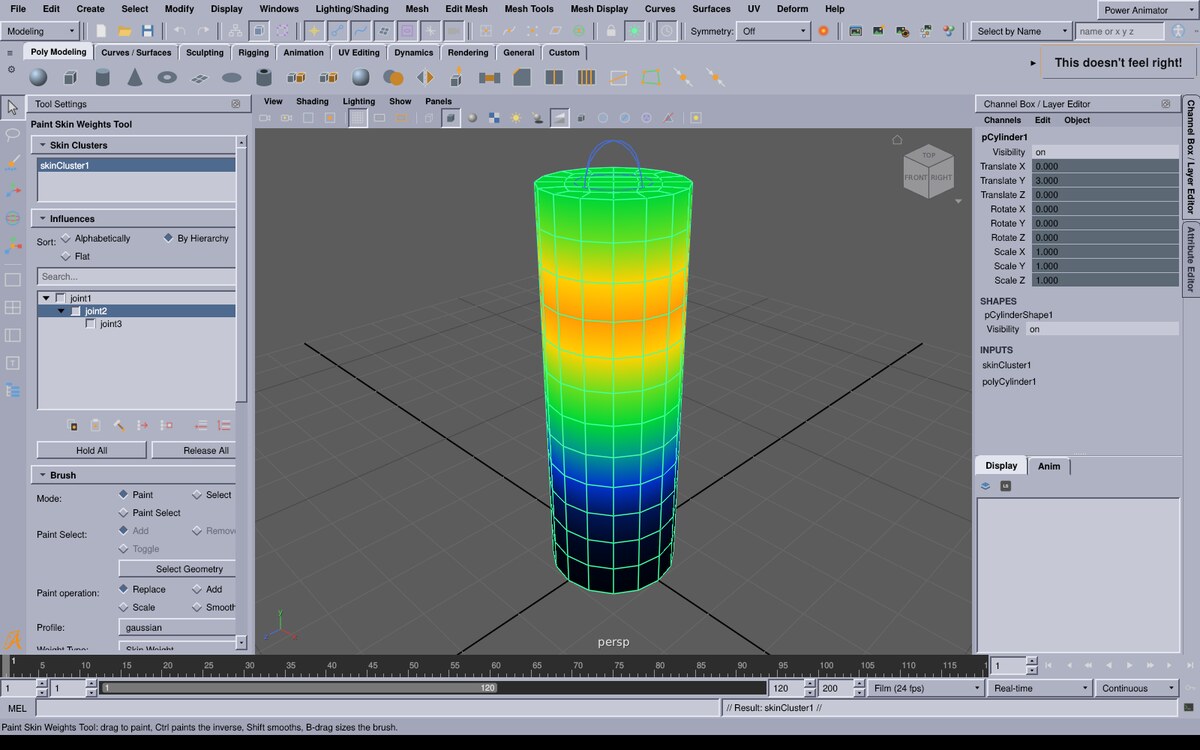 File Edit Create Select Modify Display Windows Lighting/Shading Mesh Edit Mesh Mesh Tools Mesh Display Curves Surfaces UV Deform Help Power Animator
Modeling Symmetry: Off Select by Name name or x y z
Poly Modeling Curves / Surfaces Sculpting Rigging Animation UV Editing Dynamics Rendering General Custom
This doesn't feel right!
Tool Settings
View Shading Lighting Show Panels
Channel Box / Layer Editor
Paint Skin Weights Tool
Skin Clusters
skinCluster1
Influences
Sort: Alphabetically By Hierarchy
Flat
Search...
joint1
joint2
joint3
Hold All Release All
Brush
Mode: Paint Select
Paint Select
Paint Select: Add Remov
Toggle
Select Geometry
Paint operation: Replace Add
Scale Smooth
Profile: gaussian
Weight Type: Skin Weight
TOP
FRONT RIGHT
persp
y
Channels Edit Object
pCylinder1
Visibility on
Translate X 0.000
Translate Y 3.000
Translate Z 0.000
Rotate X 0.000
Rotate Y 0.000
Rotate Z 0.000
Scale X 1.000
Scale Y 1.000
Scale Z 1.000
SHAPES
pCylinderShape1
Visibility on
INPUTS
skinCluster1
polyCylinder1
Display Anim
Channel Box / Layer Editor
Attribute Editor
1 5 10 15 20 25 30 35 40 45 50 55 60 65 70 75 80 85 90 95 100 105 110 115 1 1
1 1 1 120 120 200 Film (24 fps) Real-time Continuous
MEL // Result: skinCluster1 //
Paint Skin Weights Tool: drag to paint, Ctrl paints the inverse, Shift smooths, B-drag sizes the brush.